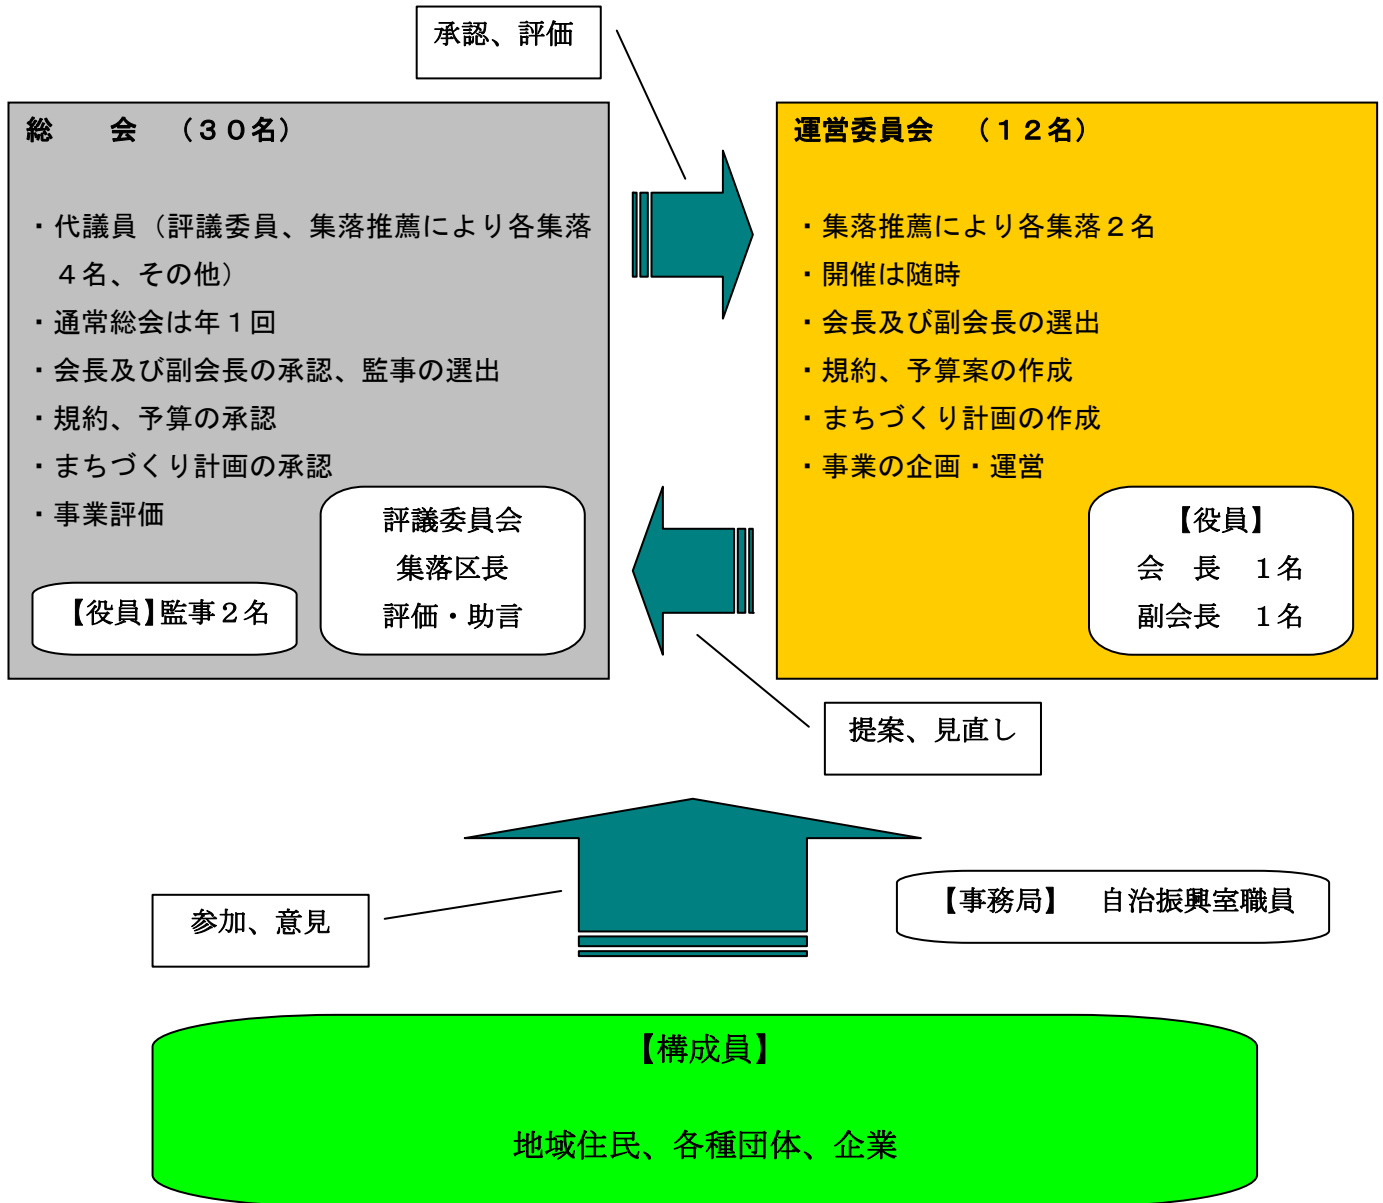 承認、評価
総　　会　（３０名）
・代議員（評議委員、集落推薦により各集落
４名、その他）
・通常総会は年１回
・会長及び副会長の承認、監事の選出
・規約、予算の承認
・まちづくり計画の承認
・事業評価
評議委員会
集落区長
評価・助言
【役員】監事２名
運営委員会　（１２名）
・集落推薦により各集落２名
・開催は随時
・会長及び副会長の選出
・規約、予算案の作成
・まちづくり計画の作成
・事業の企画・運営
【役員】
会　長　１名
副会長　１名
提案、見直し
参加、意見
【事務局】　自治振興室職員
【構成員】
地域住民、各種団体、企業